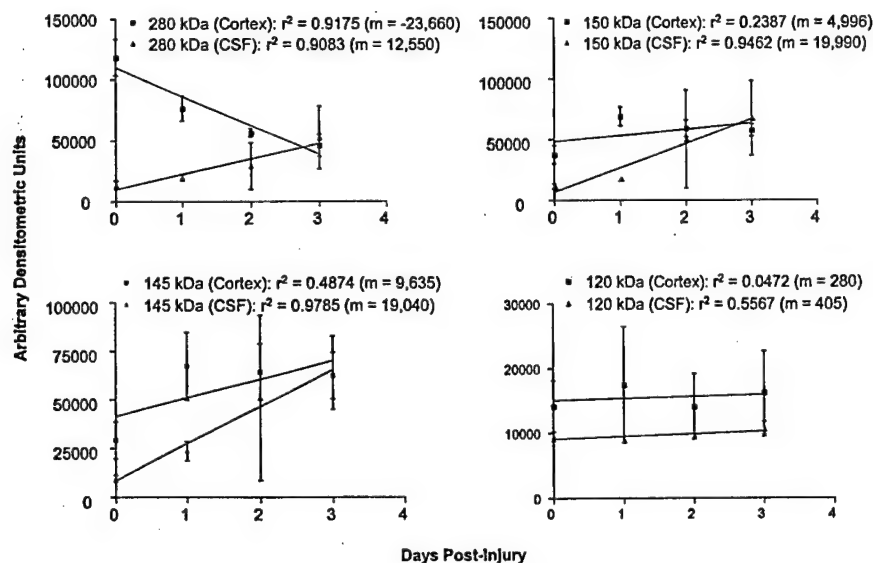 280 kDa (Cortex): r² = 0.9175 (m = -23,660)
280 kDa (CSF): r² = 0.9083 (m = 12,550)
150000
100000
50000
0
0 1 2 3 4
150 kDa (Cortex): r² = 0.2387 (m = 4,996)
150 kDa (CSF): r² = 0.9462 (m = 19,990)
150000
100000
50000
0
0 1 2 3 4
Arbitrary Densitometric Units
145 kDa (Cortex): r² = 0.4874 (m = 9,635)
145 kDa (CSF): r² = 0.9785 (m = 19,040)
100000
75000
50000
25000
0
0 1 2 3 4
120 kDa (Cortex): r² = 0.0472 (m = 280)
120 kDa (CSF): r² = 0.5567 (m = 405)
30000
20000
10000
0
0 1 2 3 4
Days Post-Injury